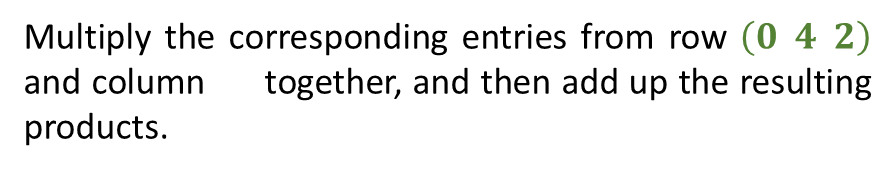 Multiply the corresponding entries from row (0 4 2)
and column together, and then add up the resulting
products.